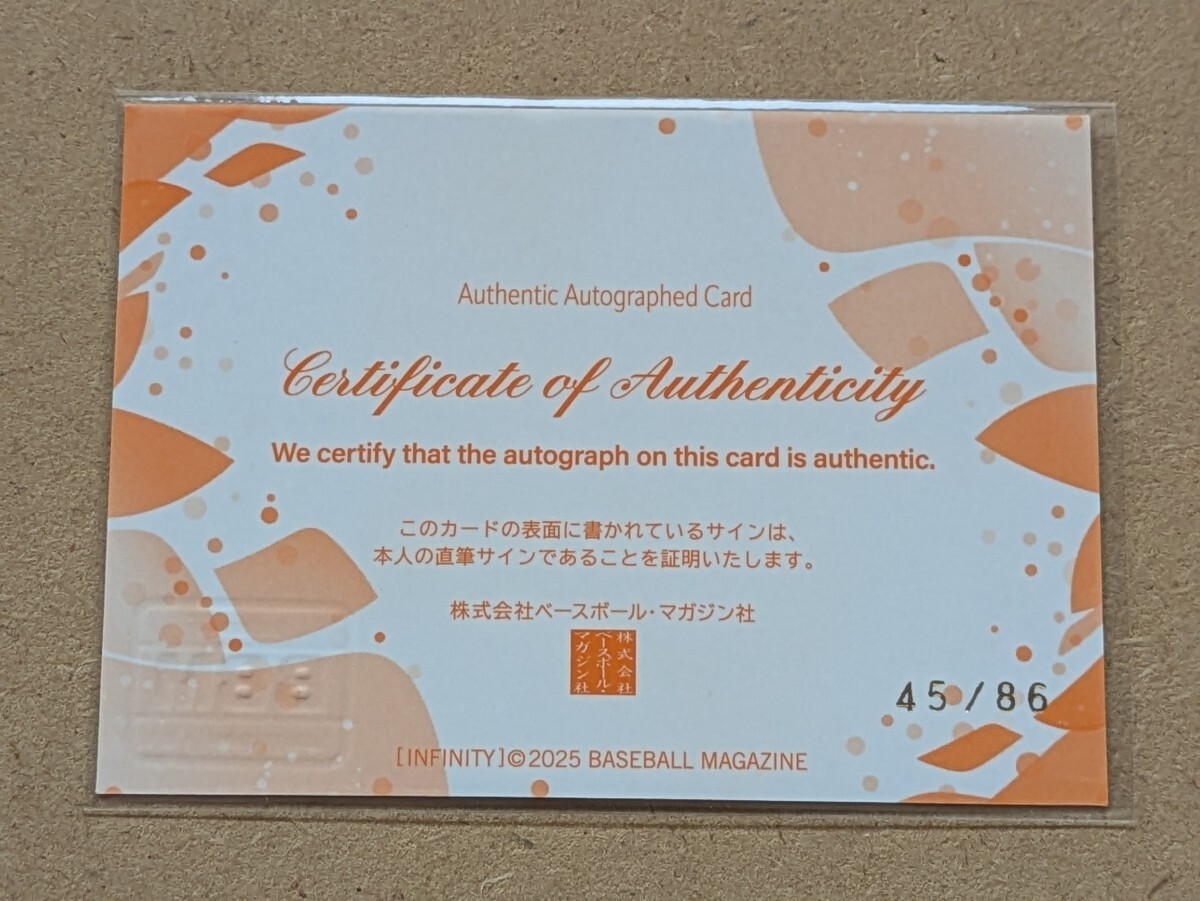 Authentic Autographed Card
Certificate of Authenticity
We certify that the autograph on this card is authentic.
このカードの表面に書かれているサインは、
本人の直筆サインであることを証明いたします。
株式会社ベースボール・マガジン社
株式会社
ベースボール・
マガジン社
45/86
[INFINITY]©2025 BASEBALL MAGAZINE